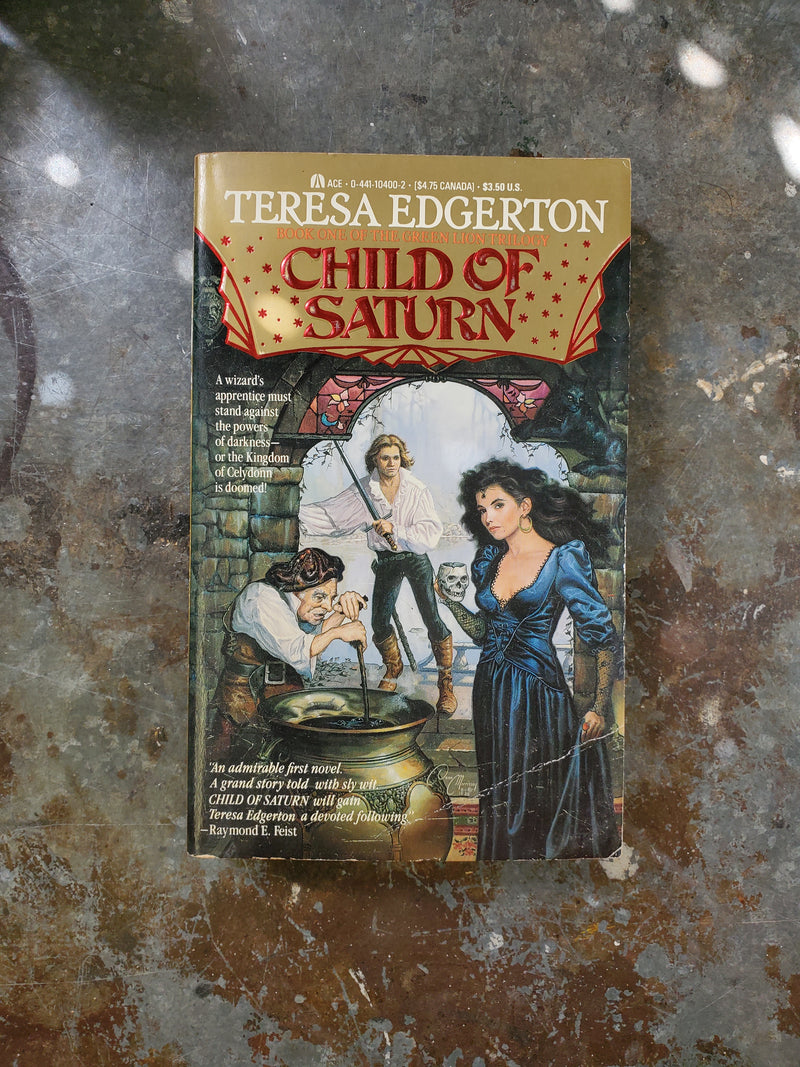 ACE • 0-441-10400-2 • [$4.75 CANADA] • $3.50 U.S.
TERESA EDGERTON
BOOK ONE OF THE GREEN LION TRILOGY
CHILD OF
SATURN
A wizard's
apprentice must
stand against
the powers
of darkness—
or the Kingdom
of Celydonn
is doomed!
"An admirable first novel.
A grand story told with sly wit...
CHILD OF SATURN will gain
Teresa Edgerton a devoted following."
—Raymond E. Feist